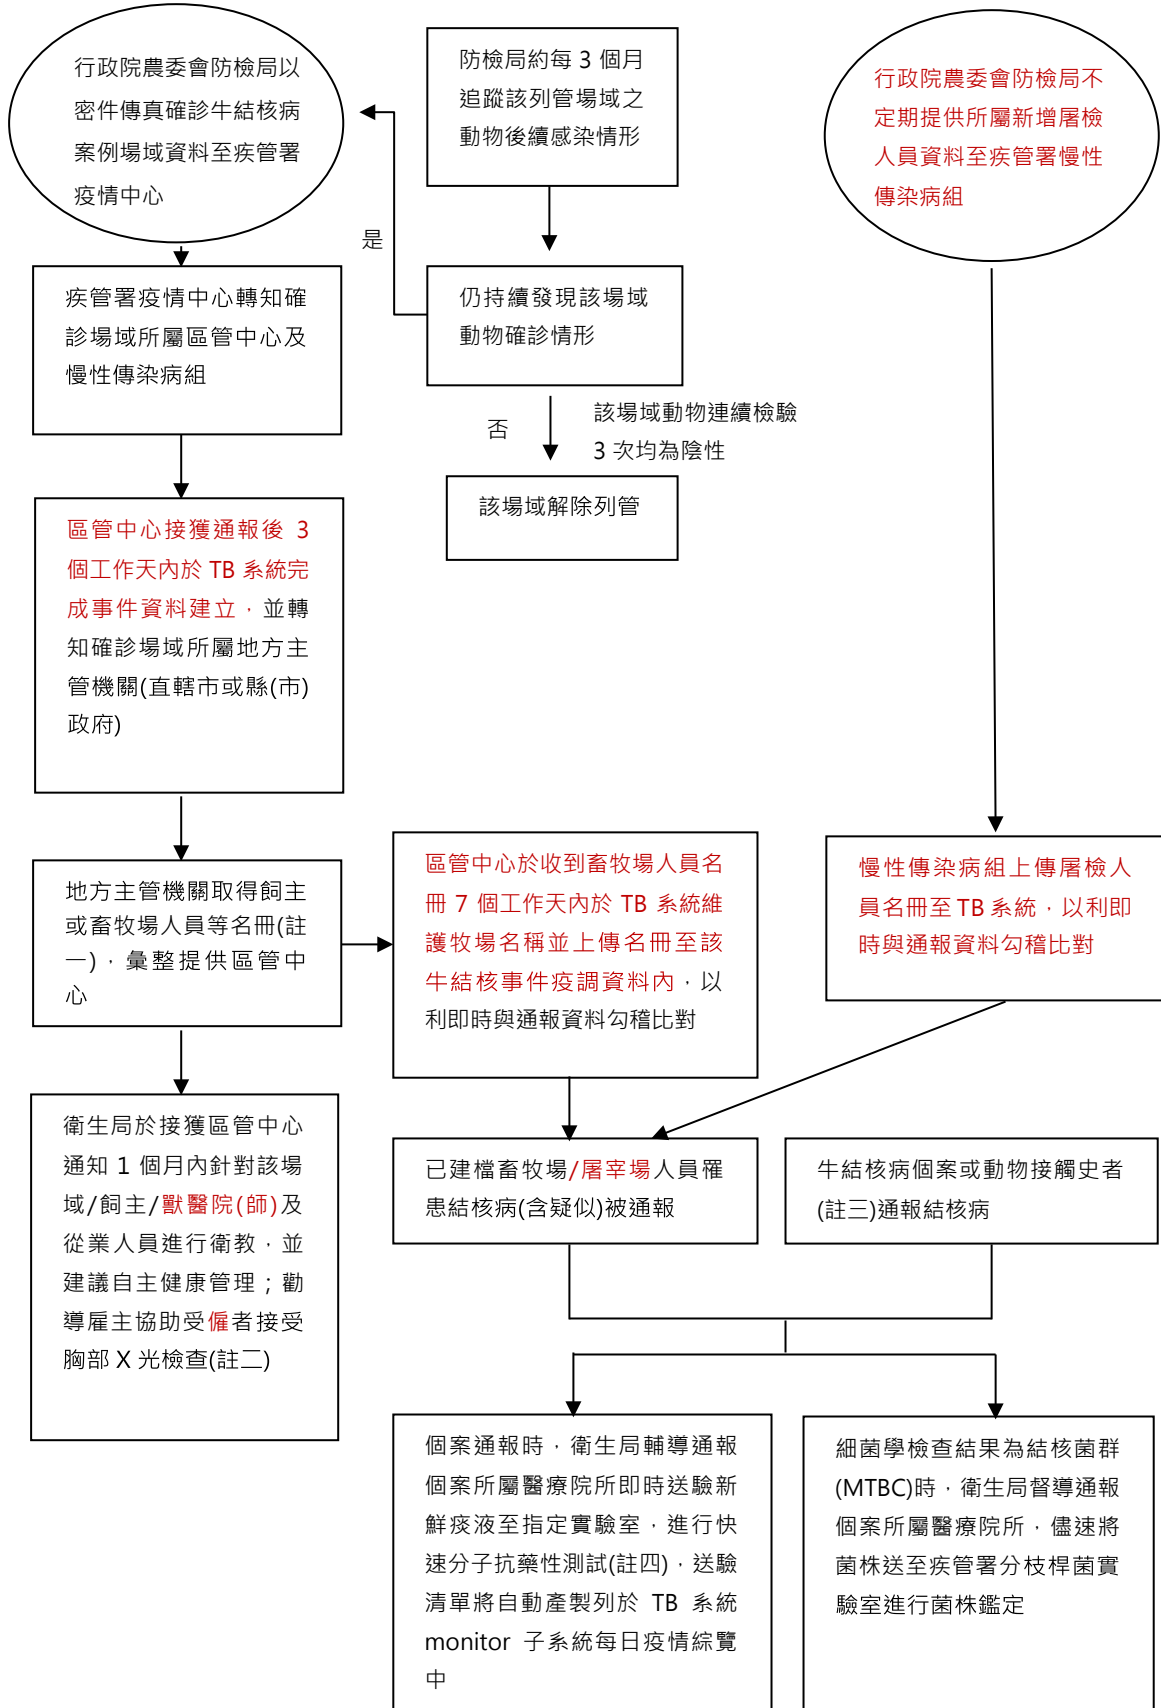 行政院農委會防檢局以
密件傳真確診牛結核病
案例場域資料至疾管署
疫情中心
防檢局約每 3 個月
追蹤該列管場域之
動物後續感染情形
行政院農委會防檢局不
定期提供所屬新增屠檢
人員資料至疾管署慢性
傳染病組
是
疾管署疫情中心轉知確
診場域所屬區管中心及
慢性傳染病組
仍持續發現該場域
動物確診情形
否
該場域動物連續檢驗
3 次均為陰性
該場域解除列管
區管中心接獲通報後 3
個工作天內於 TB 系統完
成事件資料建立，並轉
知確診場域所屬地方主
管機關(直轄市或縣(市)
政府)
地方主管機關取得飼主
或畜牧場人員等名冊(註
一)，彙整提供區管中
心
區管中心於收到畜牧場人員名
冊 7 個工作天內於 TB 系統維
護牧場名稱並上傳名冊至該
牛結核事件疫調資料內，以
利即時與通報資料勾稽比對
慢性傳染病組上傳屠檢人
員名冊至 TB 系統，以利即
時與通報資料勾稽比對
衛生局於接獲區管中心
通知 1 個月內針對該場
域/飼主/獸醫院(師)及
從業人員進行衛教，並
建議自主健康管理；勸
導雇主協助受僱者接受
胸部 X 光檢查(註二)
已建檔畜牧場/屠宰場人員罹
患結核病(含疑似)被通報
牛結核病個案或動物接觸史者
(註三)通報結核病
個案通報時，衛生局輔導通報
個案所屬醫療院所即時送驗新
鮮痰液至指定實驗室，進行快
速分子抗藥性測試(註四)，送驗
清單將自動產製列於 TB 系統
monitor 子系統每日疫情綜覽
中
細菌學檢查結果為結核菌群
(MTBC)時，衛生局督導通報
個案所屬醫療院所，儘速將
菌株送至疾管署分枝桿菌實
驗室進行菌株鑑定